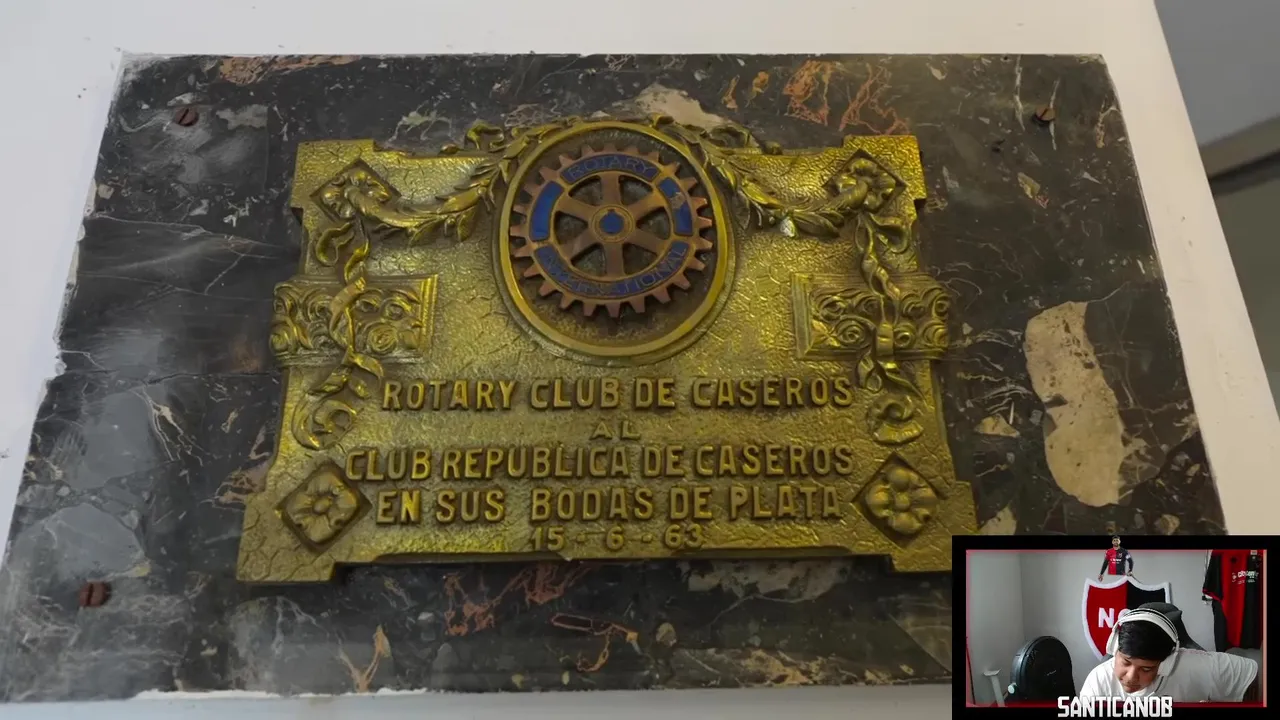 ROTARY
INTERNATIONAL
ROTARY CLUB DE CASEROS
AL
CLUB REPUBLICA DE CASEROS
EN SUS BODAS DE PLATA
15 - 6 - 63
SANTICANOB